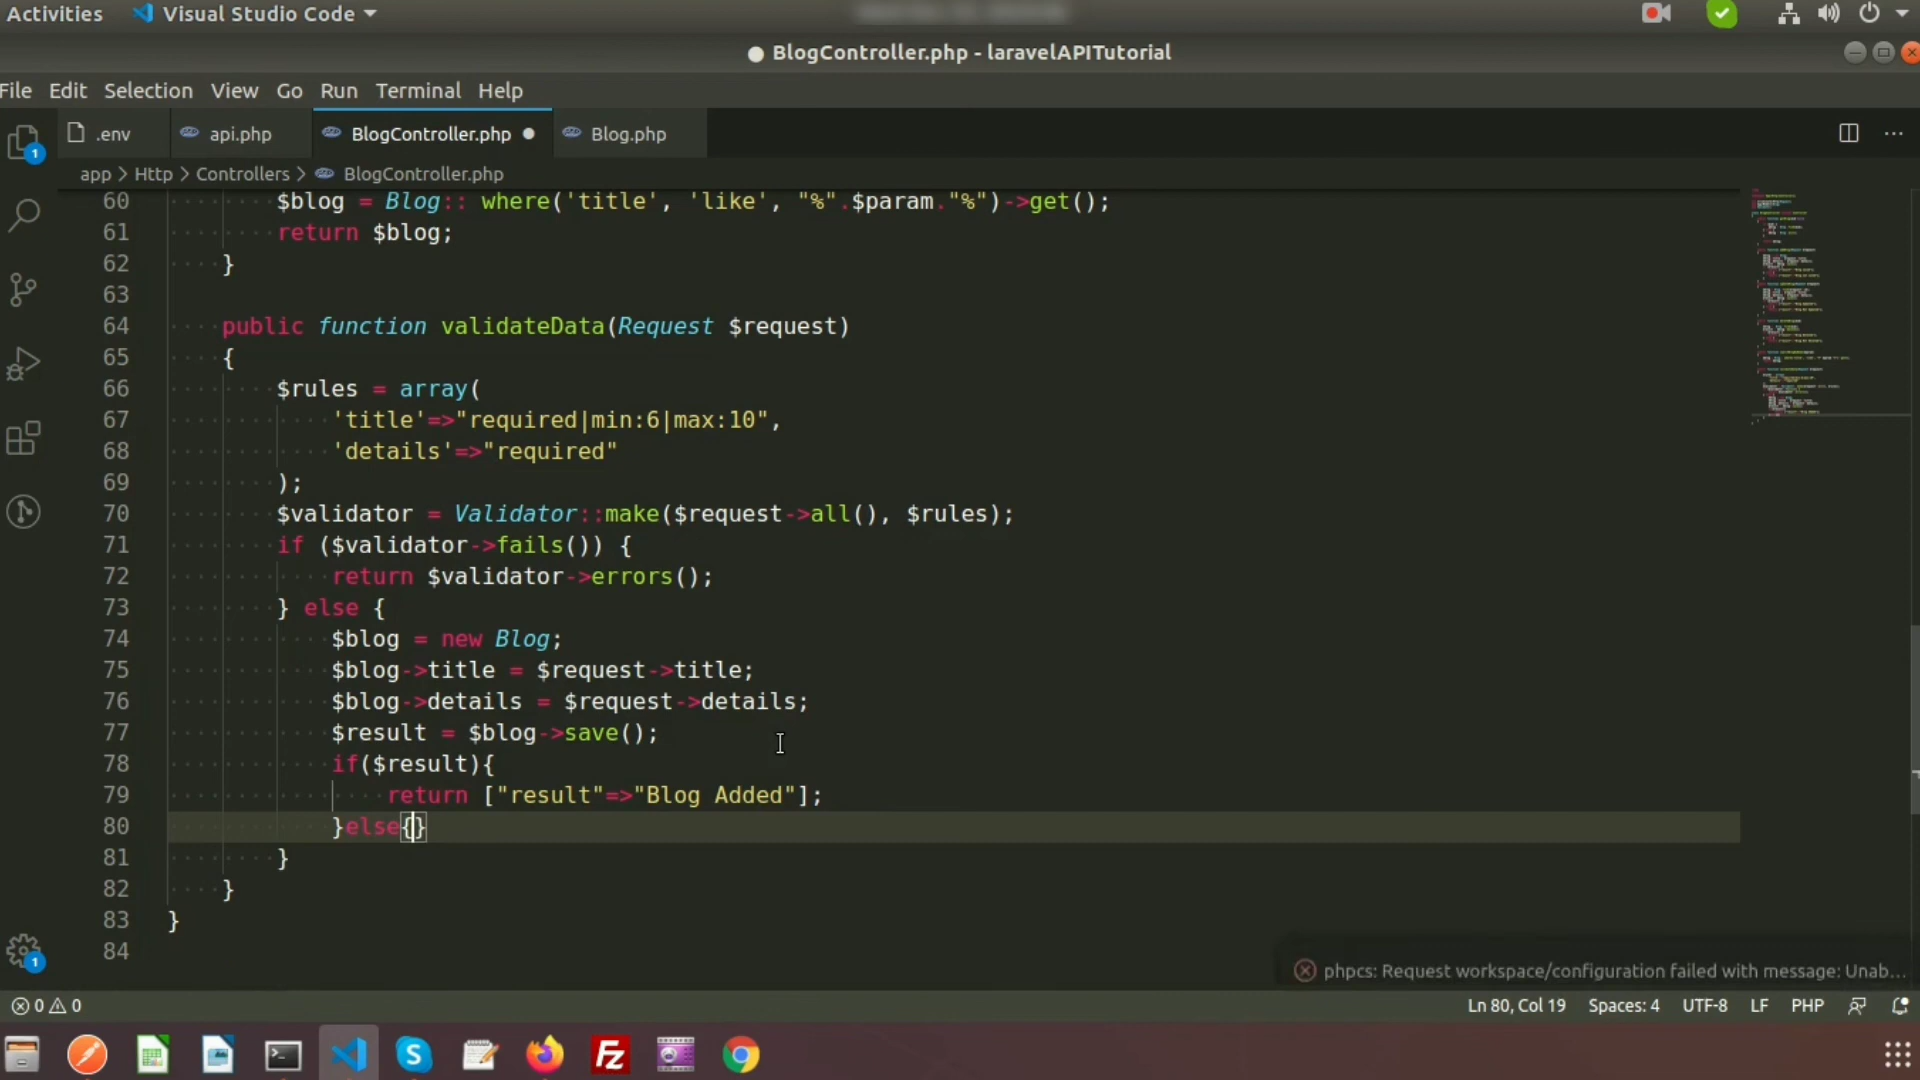 Activities Visual Studio Code
BlogController.php - laravelAPITutorial
File Edit Selection View Go Run Terminal Help
.env api.php BlogController.php Blog.php
1
app > Http > Controllers > BlogController.php
60 $blog = Blog:: where('title', 'like', "%".$param."%")->get();
61 return $blog;
62 }
63
64 public function validateData(Request $request)
65 {
66 $rules = array(
67 'title'=>"required|min:6|max:10",
68 'details'=>"required"
69 );
70 $validator = Validator::make($request->all(), $rules);
71 if ($validator->fails()) {
72 return $validator->errors();
73 } else {
74 $blog = new Blog;
75 $blog->title = $request->title;
76 $blog->details = $request->details;
77 $result = $blog->save();
78 if($result){
79 return ["result"=>"Blog Added"];
80 }else{}
81 }
82 }
83 }
84
1
phpcs: Request workspace/configuration failed with message: Unab...
0 0 Ln 80, Col 19 Spaces: 4 UTF-8 LF PHP